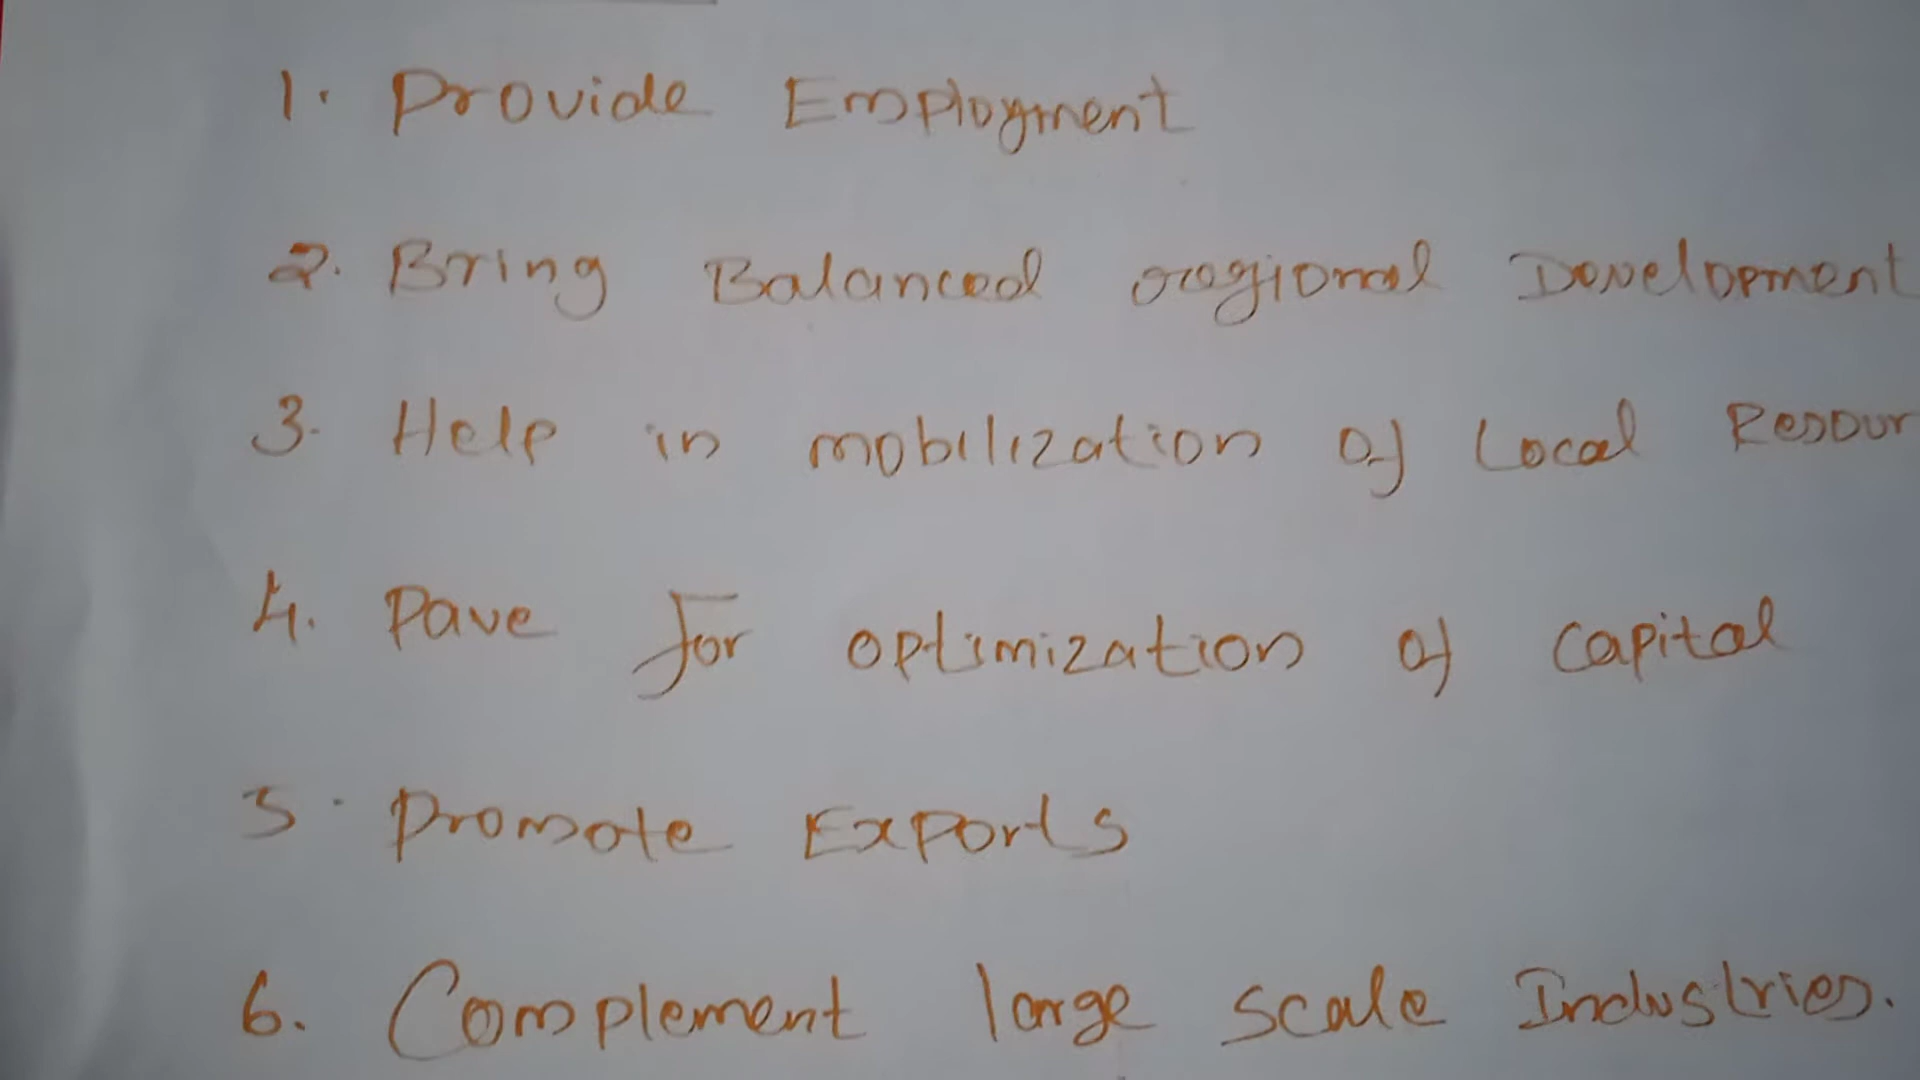 1. Provide Employment
2. Bring Balanced regional Development
3. Help in mobilization of Local Resour
4. Pave for optimization of capital
5. Promote Exports
6. Complement large scale Industries.